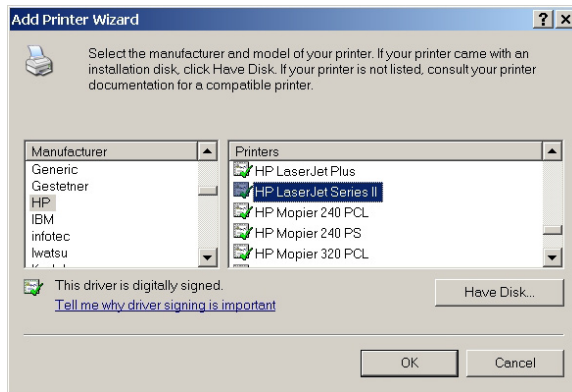 Add Printer Wizard
Select the manufacturer and model of your printer. If your printer came with an
installation disk, click Have Disk. If your printer is not listed, consult your printer
documentation for a compatible printer.
Manufacturer
Generic
Gestetner
HP
IBM
infotec
Iwatsu
Printers
HP LaserJet Plus
HP LaserJet Series II
HP Mopier 240 PCL
HP Mopier 240 PS
HP Mopier 320 PCL
This driver is digitally signed.
Tell me why driver signing is important
Have Disk...
OK
Cancel